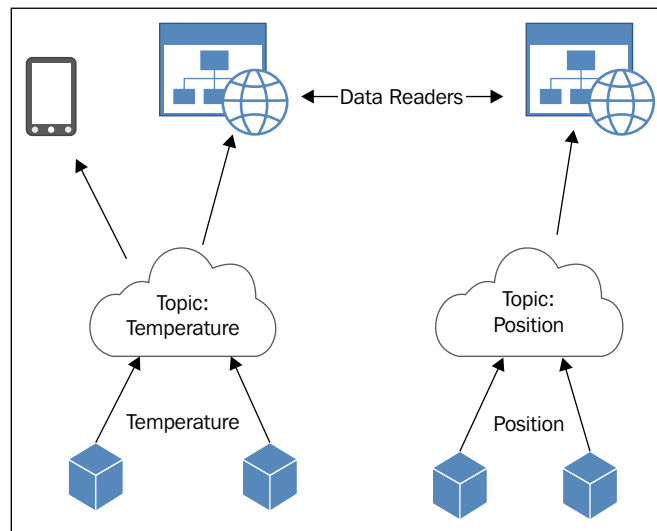 Data Readers
Topic:
Temperature
Topic:
Position
Temperature
Position